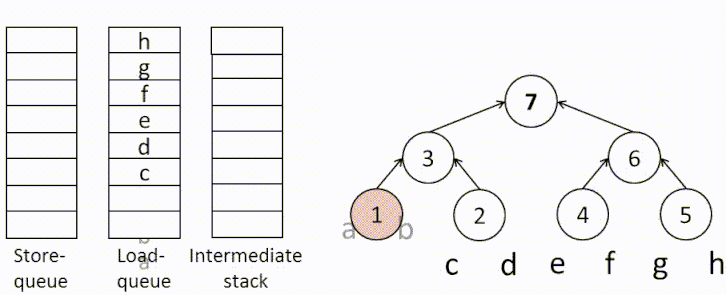 h
g
f
e
d
c
Store-
queue
b
Load-
a
queue
Intermediate
stack
7
3
6
1
2
4
5
a b
c d e f g h